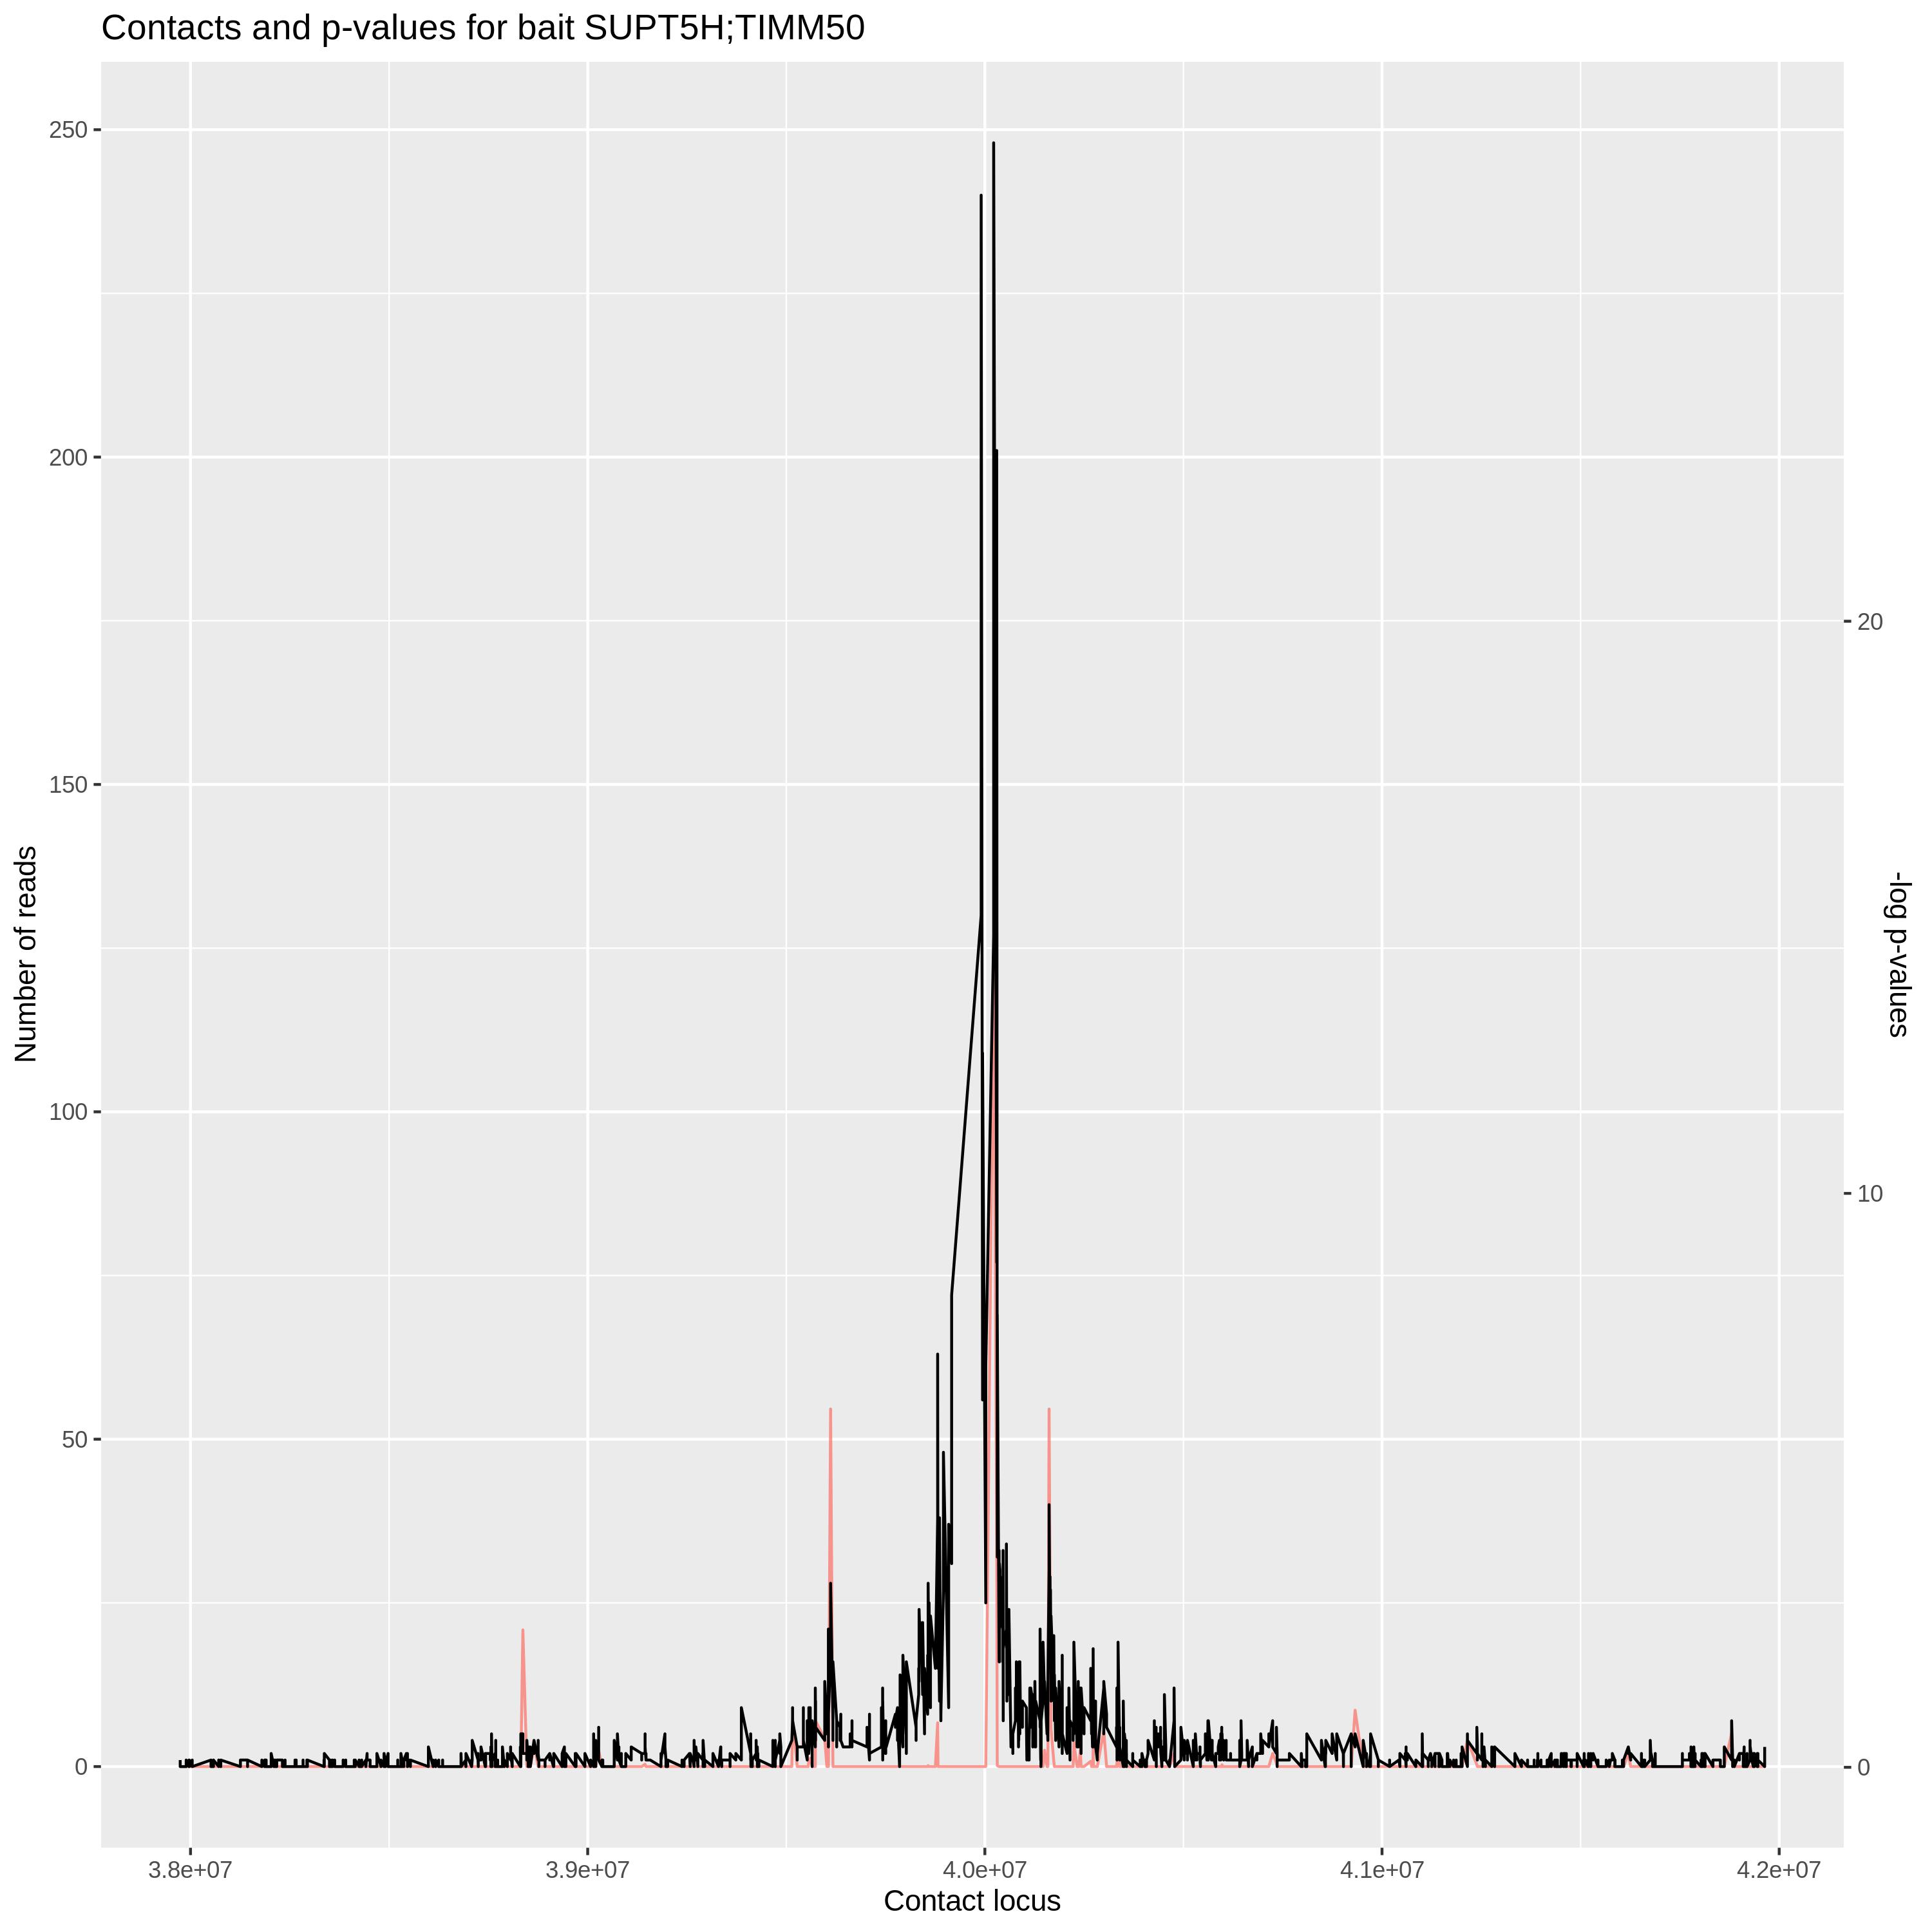 Contacts and p-values for bait SUPT5H;TIMM50
250
200
150
100
50
0
Number of reads
20
10
0
-log p-values
3.8e+07
3.9e+07
4.0e+07
4.1e+07
4.2e+07
Contact locus